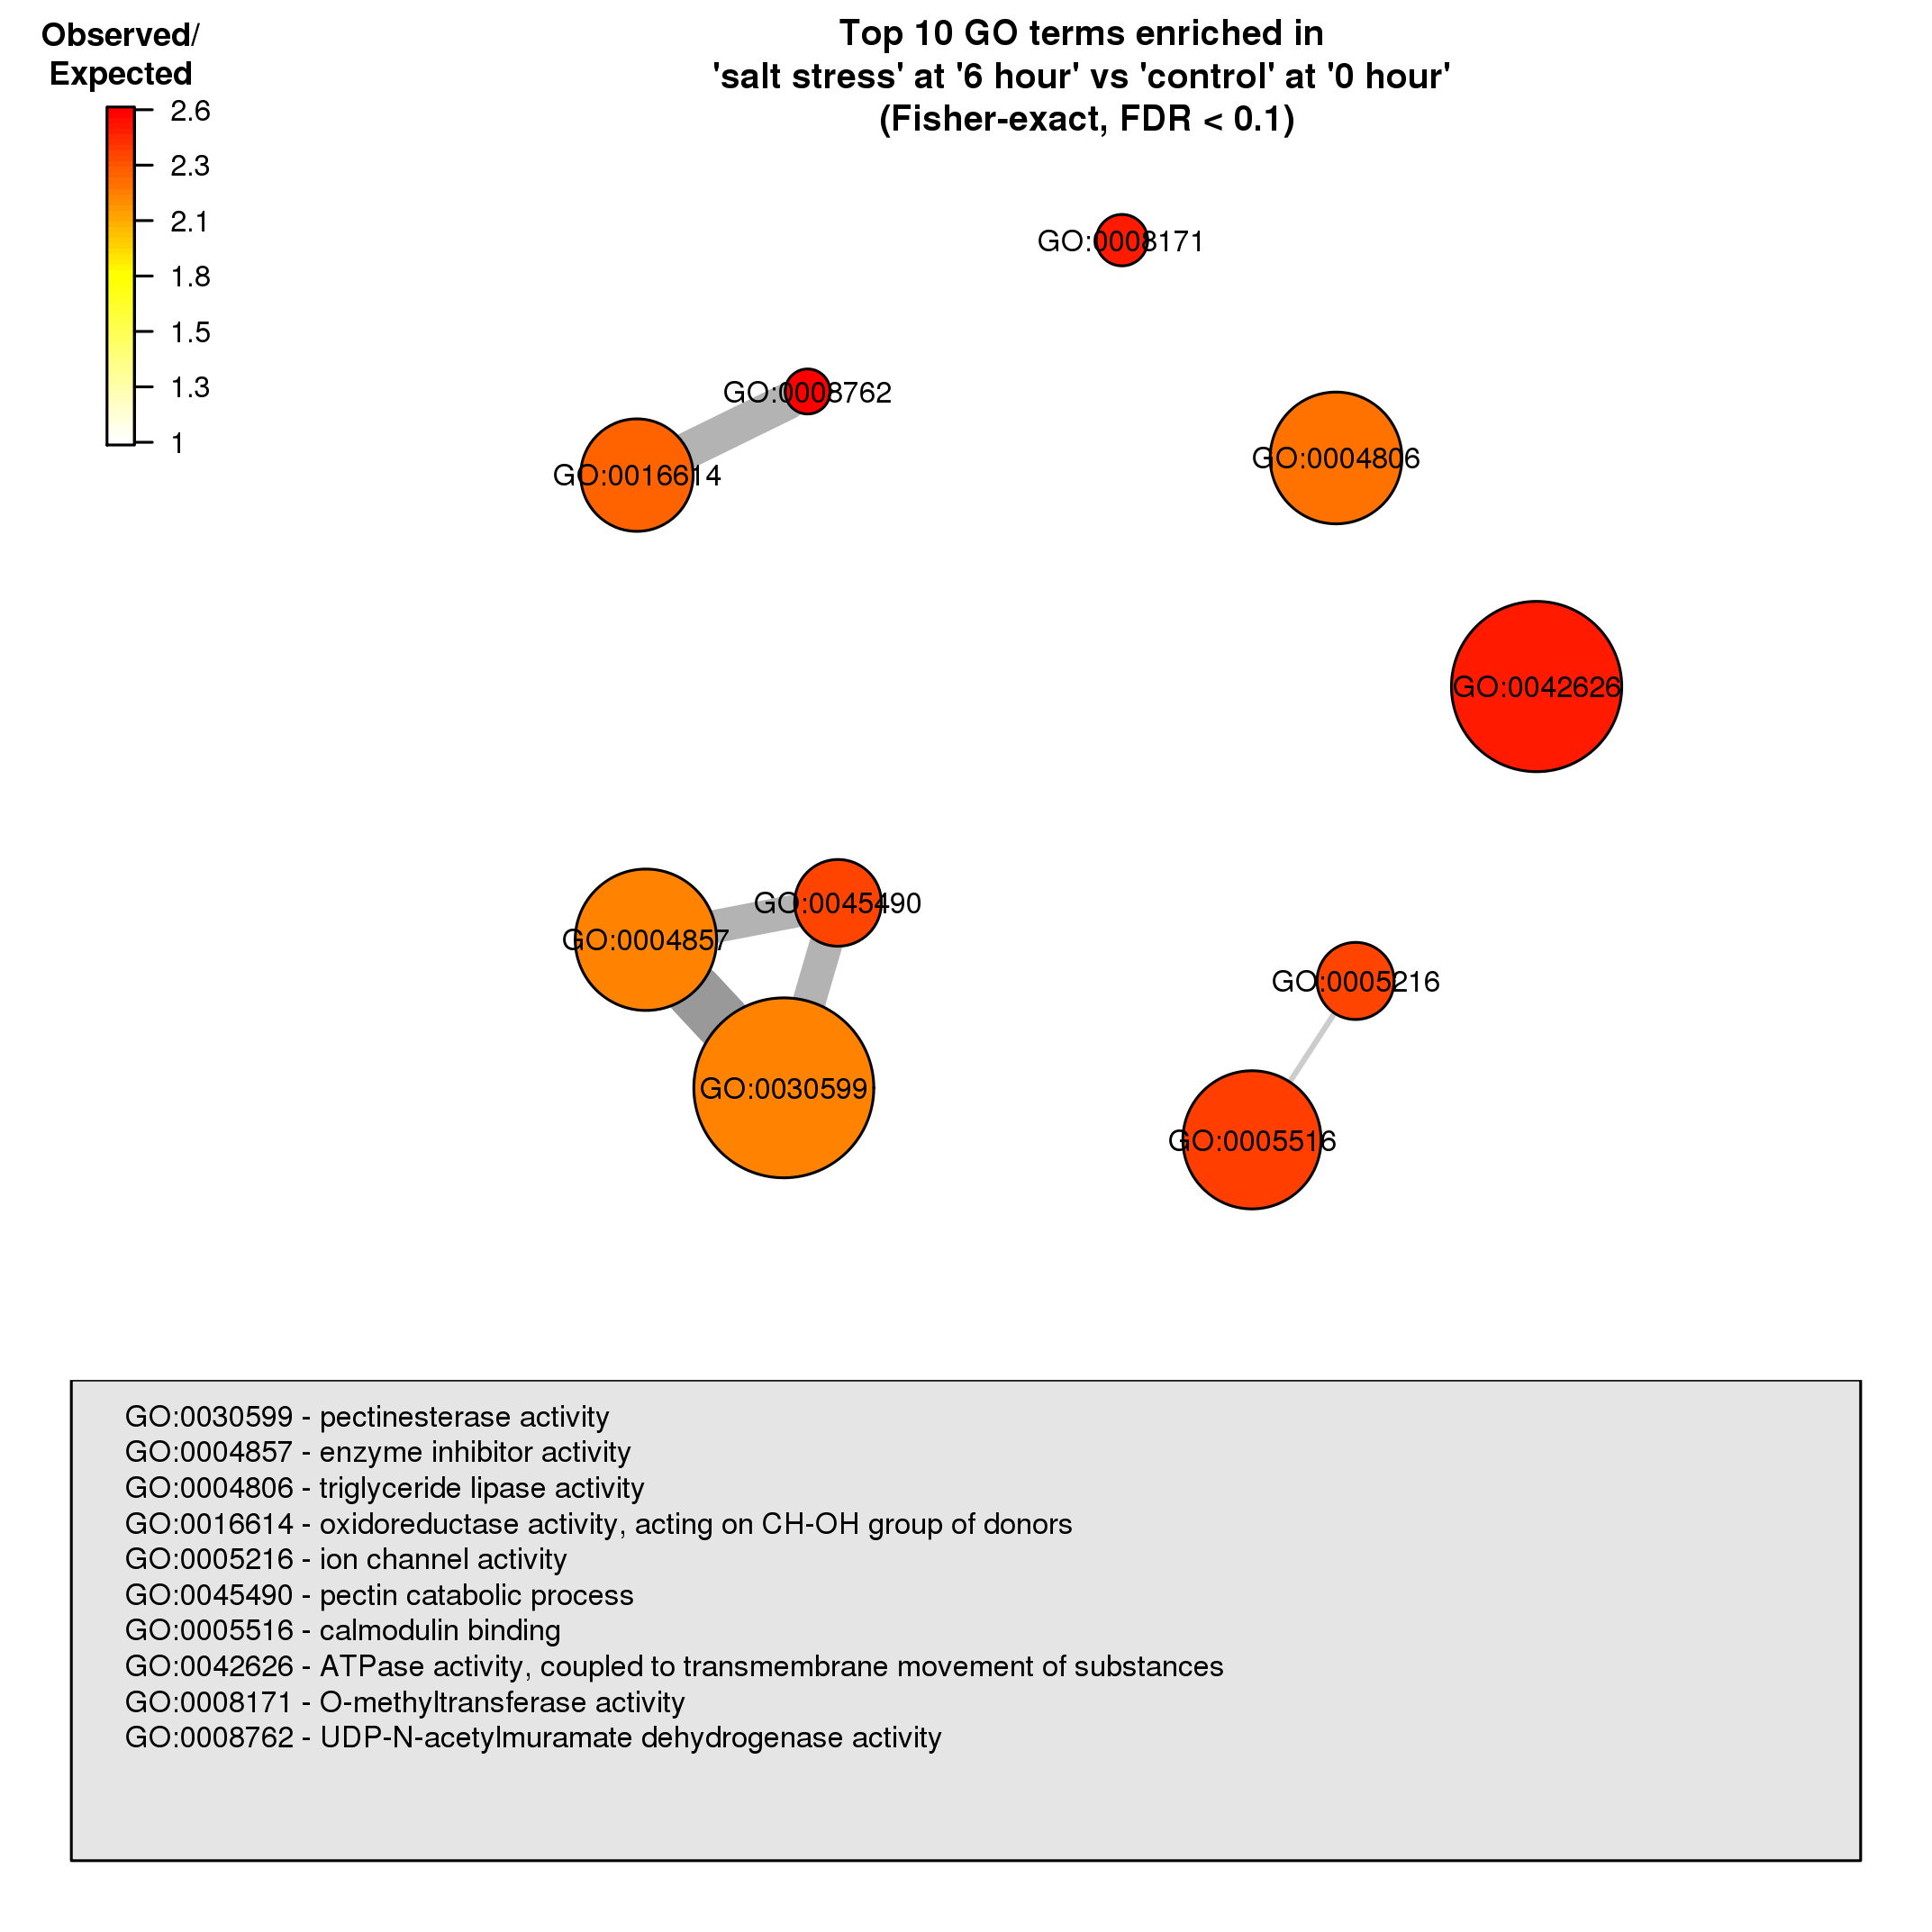 Observed/
Expected
2.6
2.3
2.1
1.8
1.5
1.3
1
Top 10 GO terms enriched in
'salt stress' at '6 hour' vs 'control' at '0 hour'
(Fisher-exact, FDR < 0.1)
GO:0008171
GO:0008762
GO:0016614
GO:0004806
GO:0042626
GO:0045490
GO:0004857
GO:0005216
GO:0030599
GO:0005516
GO:0030599 - pectinesterase activity
GO:0004857 - enzyme inhibitor activity
GO:0004806 - triglyceride lipase activity
GO:0016614 - oxidoreductase activity, acting on CH-OH group of donors
GO:0005216 - ion channel activity
GO:0045490 - pectin catabolic process
GO:0005516 - calmodulin binding
GO:0042626 - ATPase activity, coupled to transmembrane movement of substances
GO:0008171 - O-methyltransferase activity
GO:0008762 - UDP-N-acetylmuramate dehydrogenase activity